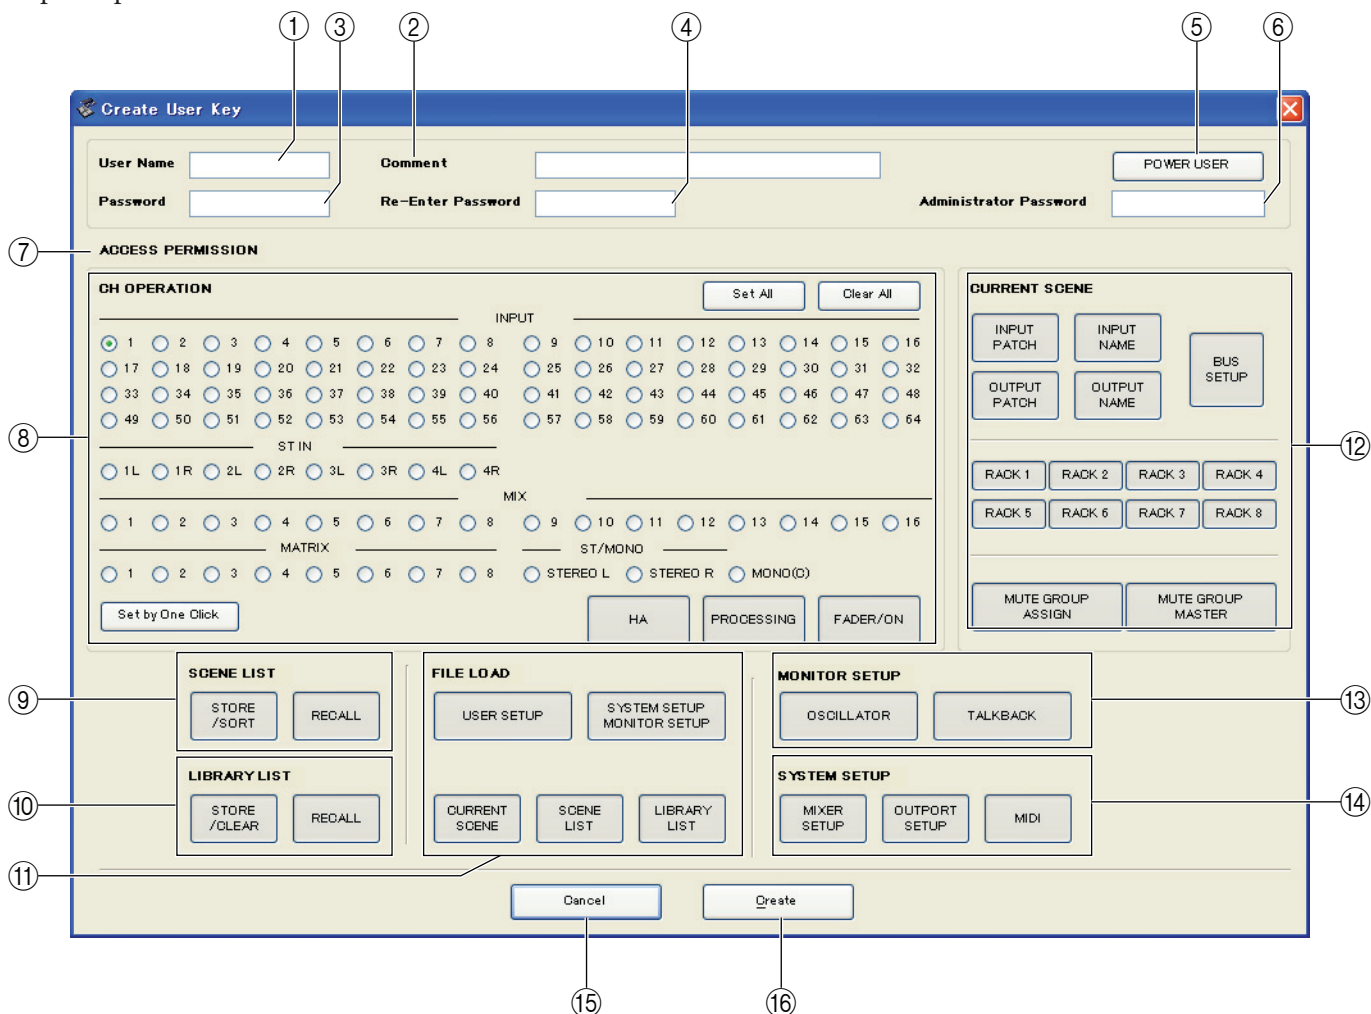 ① ③ ② ④ ⑤ ⑥
Create User Key
User Name Comment POWER USER
Password Re-Enter Password Administrator Password
⑦ ACCESS PERMISSION
CH OPERATION Set All Clear All
INPUT
1 2 3 4 5 6 7 8 9 10 11 12 13 14 15 16
17 18 19 20 21 22 23 24 25 26 27 28 29 30 31 32
33 34 35 36 37 38 39 40 41 42 43 44 45 46 47 48
49 50 51 52 53 54 55 56 57 58 59 60 61 62 63 64
⑧
ST IN
1L 1R 2L 2R 3L 3R 4L 4R
MIX
1 2 3 4 5 6 7 8 9 10 11 12 13 14 15 16
MATRIX ST/MONO
1 2 3 4 5 6 7 8 STEREO L STEREO R MONO(C)
Set by One Click HA PROCESSING FADER/ON
CURRENT SCENE
INPUT PATCH
INPUT NAME
BUS SETUP
OUTPUT PATCH
OUTPUT NAME
⑫
RACK 1 RACK 2 RACK 3 RACK 4
RACK 5 RACK 6 RACK 7 RACK 8
MUTE GROUP ASSIGN
MUTE GROUP MASTER
SCENE LIST
⑨
STORE /SORT
RECALL
LIBRARY LIST
⑩
STORE /CLEAR
RECALL
FILE LOAD
USER SETUP
SYSTEM SETUP MONITOR SETUP
CURRENT SCENE
SCENE LIST
LIBRARY LIST
⑪
MONITOR SETUP
OSCILLATOR TALKBACK
⑬
SYSTEM SETUP
MIXER SETUP
OUTPORT SETUP
MIDI
⑭
Cancel Create
⑮ ⑯